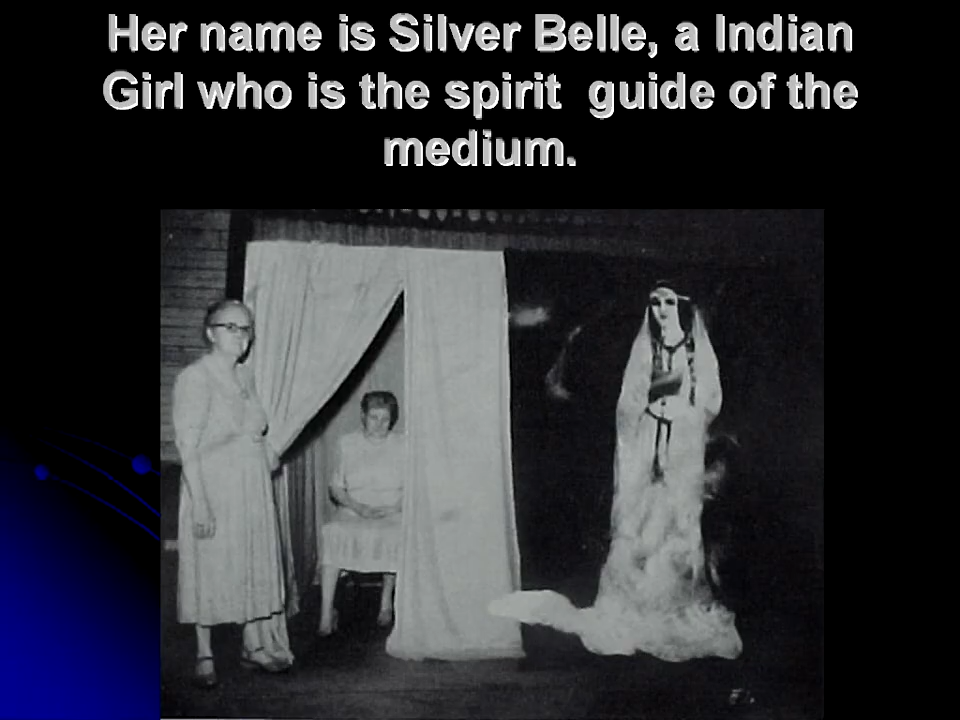 Her name is Silver Belle, a Indian
Girl who is the spirit  guide of the
medium.